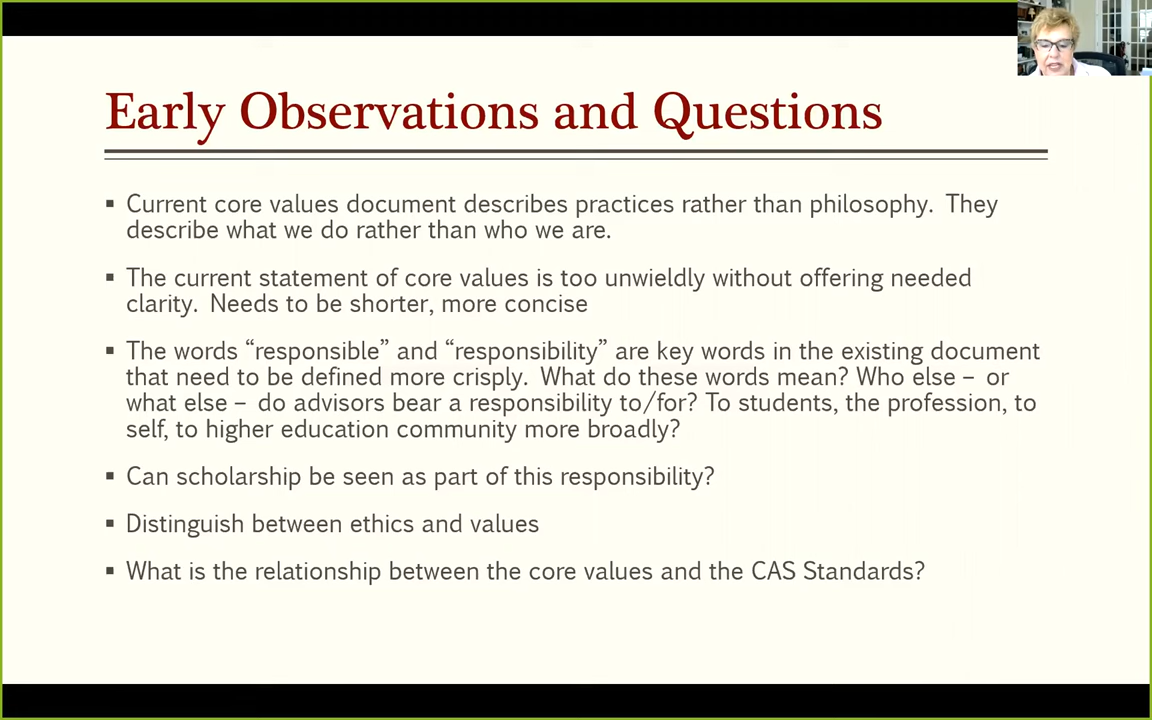 Early Observations and Questions
▪ Current core values document describes practices rather than philosophy. They
describe what we do rather than who we are.
▪ The current statement of core values is too unwieldly without offering needed
clarity. Needs to be shorter, more concise
▪ The words “responsible” and “responsibility” are key words in the existing document
that need to be defined more crisply. What do these words mean? Who else – or
what else – do advisors bear a responsibility to/for? To students, the profession, to
self, to higher education community more broadly?
▪ Can scholarship be seen as part of this responsibility?
▪ Distinguish between ethics and values
▪ What is the relationship between the core values and the CAS Standards?